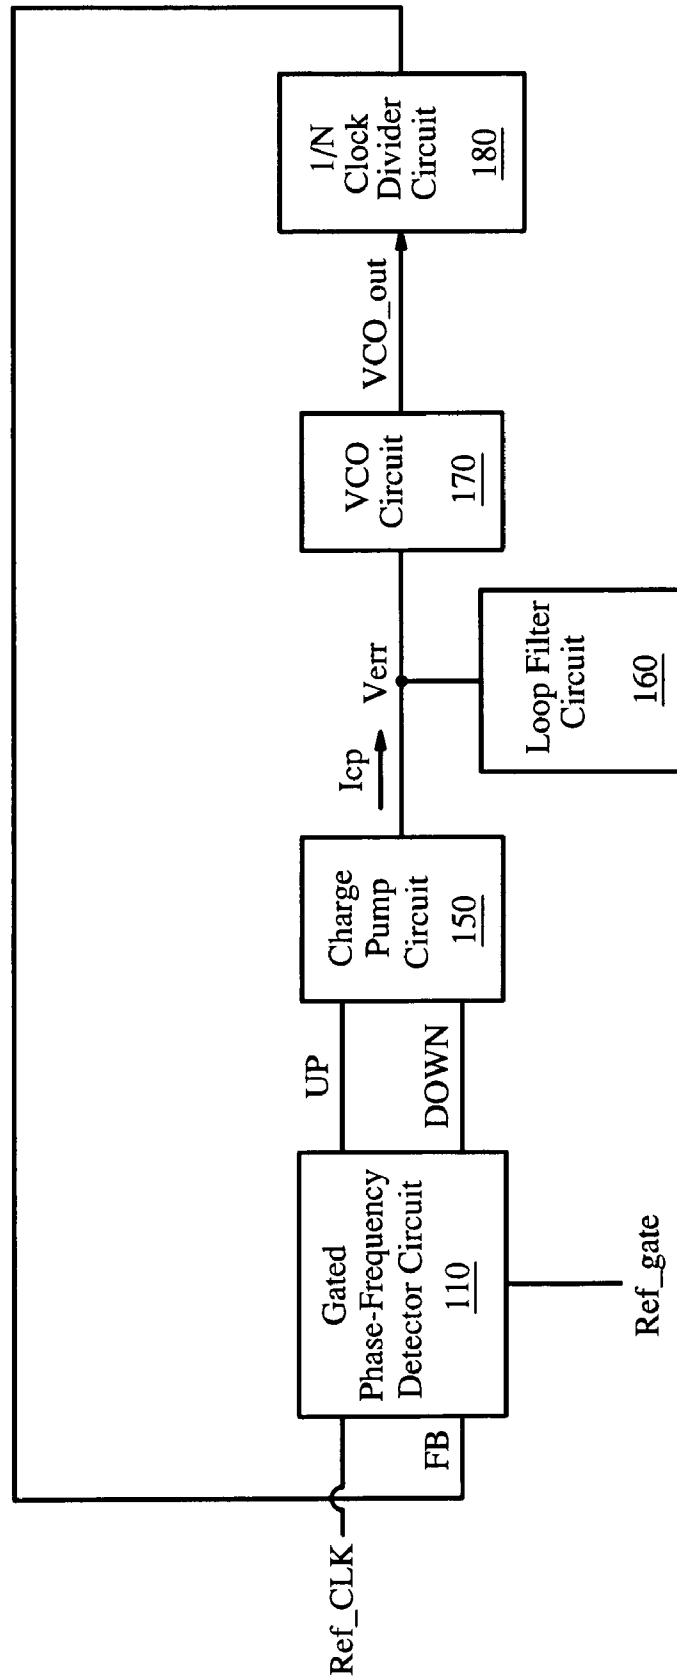 Ref_CLK
FB
Gated
Phase-Frequency
Detector Circuit
110
Ref_gate
UP
DOWN
Charge
Pump
Circuit
150
Icp
Verr
Loop Filter
Circuit
160
VCO
Circuit
170
VCO_out
1/N
Clock
Divider
Circuit
180